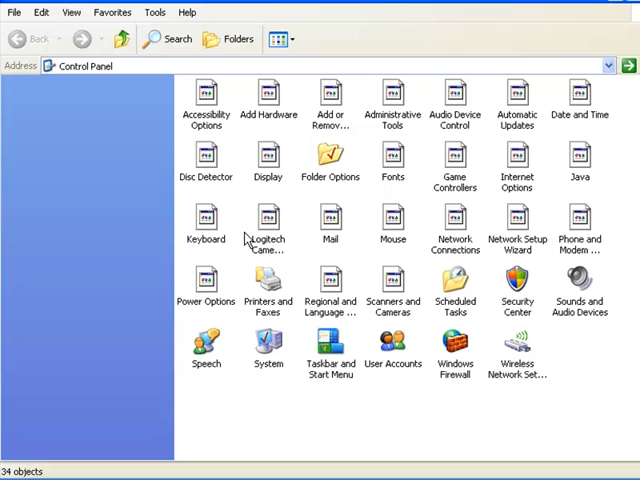 File Edit View Favorites Tools Help
Back Search Folders
Address Control Panel
Accessibility Options
Add Hardware
Add or Remov...
Administrative Tools
Audio Device Control
Automatic Updates
Date and Time
Disc Detector
Display
Folder Options
Fonts
Game Controllers
Internet Options
Java
Keyboard
Logitech Came...
Mail
Mouse
Network Connections
Network Setup Wizard
Phone and Modem ...
Power Options
Printers and Faxes
Regional and Language ...
Scanners and Cameras
Scheduled Tasks
Security Center
Sounds and Audio Devices
Speech
System
Taskbar and Start Menu
User Accounts
Windows Firewall
Wireless Network Set...
34 objects